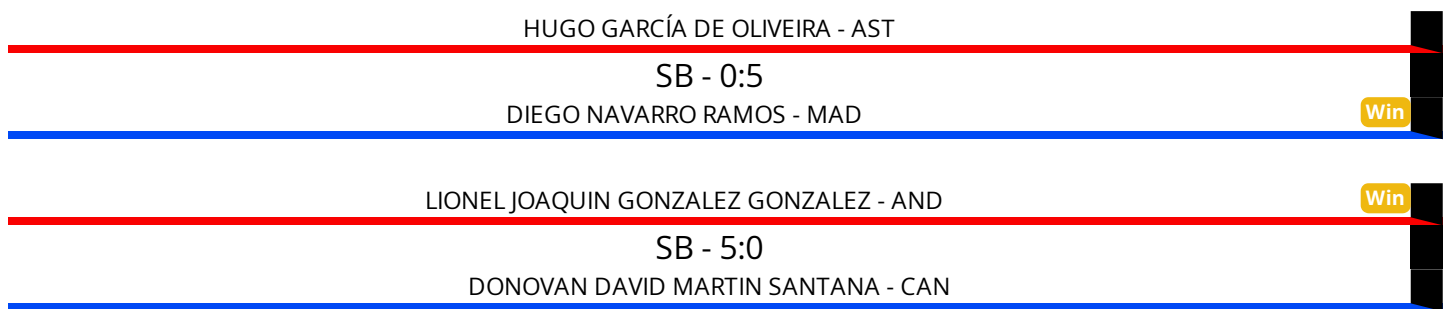 HUGO GARCÍA DE OLIVEIRA - AST
SB - 0:5
DIEGO NAVARRO RAMOS - MAD Win
LIONEL JOAQUIN GONZALEZ GONZALEZ - AND Win
SB - 5:0
DONOVAN DAVID MARTIN SANTANA - CAN